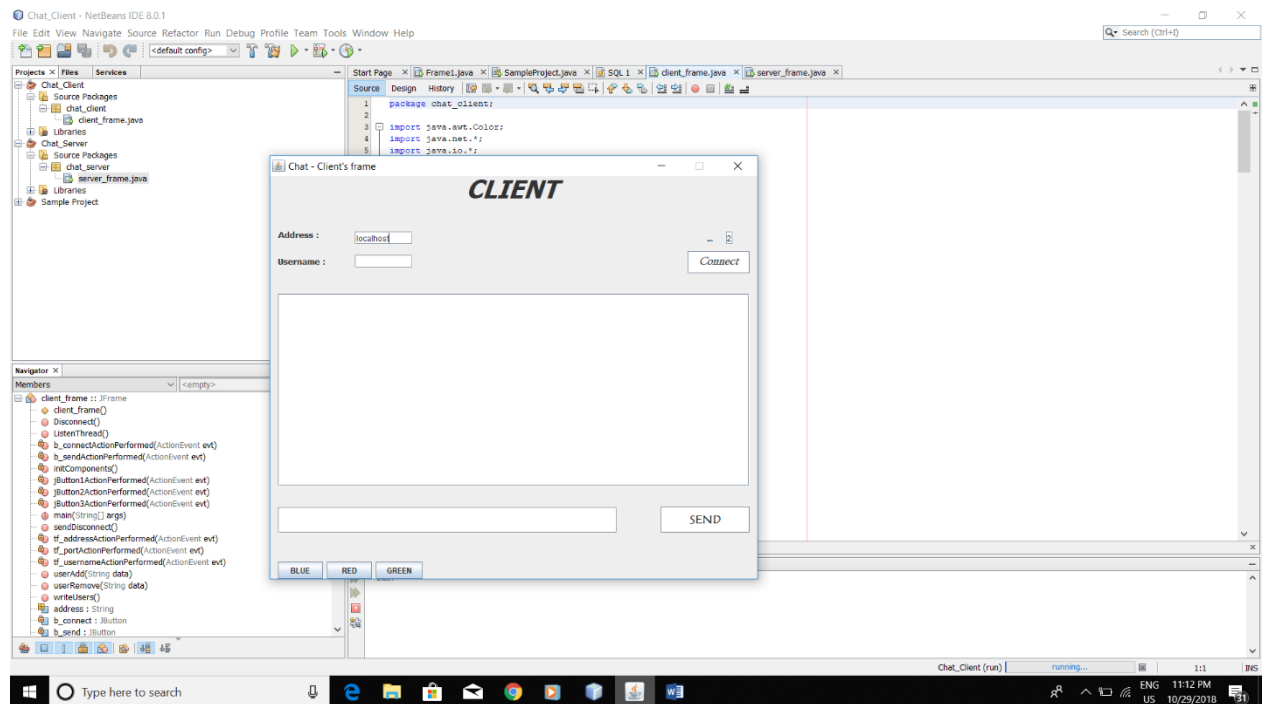 Chat_Client - NetBeans IDE 8.0.1
File Edit View Navigate Source Refactor Run Debug Profile Team Tools Window Help
Search (Ctrl+I)
<default config>
Projects Files Services
Start Page Frame1.java SampleProject.java SQL 1 client_frame.java server_frame.java
Source Design History
Chat_Client
Source Packages
chat_client
client_frame.java
Libraries
Chat_Server
Source Packages
chat_server
server_frame.java
Libraries
Sample Project
1 package chat_client;
2
3 import java.awt.Color;
4 import java.net.*;
5 import java.io.*;
Chat - Client's frame
CLIENT
Address : localhost
2
Username :
Connect
SEND
BLUE RED GREEN
Navigator
Members <empty>
client_frame :: JFrame
client_frame()
Disconnect()
ListenThread()
b_connectActionPerformed(ActionEvent evt)
b_sendActionPerformed(ActionEvent evt)
initComponents()
jButton1ActionPerformed(ActionEvent evt)
jButton2ActionPerformed(ActionEvent evt)
jButton3ActionPerformed(ActionEvent evt)
main(String[] args)
sendDisconnect()
tf_addressActionPerformed(ActionEvent evt)
tf_portActionPerformed(ActionEvent evt)
tf_usernameActionPerformed(ActionEvent evt)
userAdd(String data)
userRemove(String data)
writeUsers()
address : String
b_connect : JButton
b_send : JButton
Chat_Client (run) running... 1:1 INS
Type here to search
ENG 11:12 PM
US 10/29/2018
31